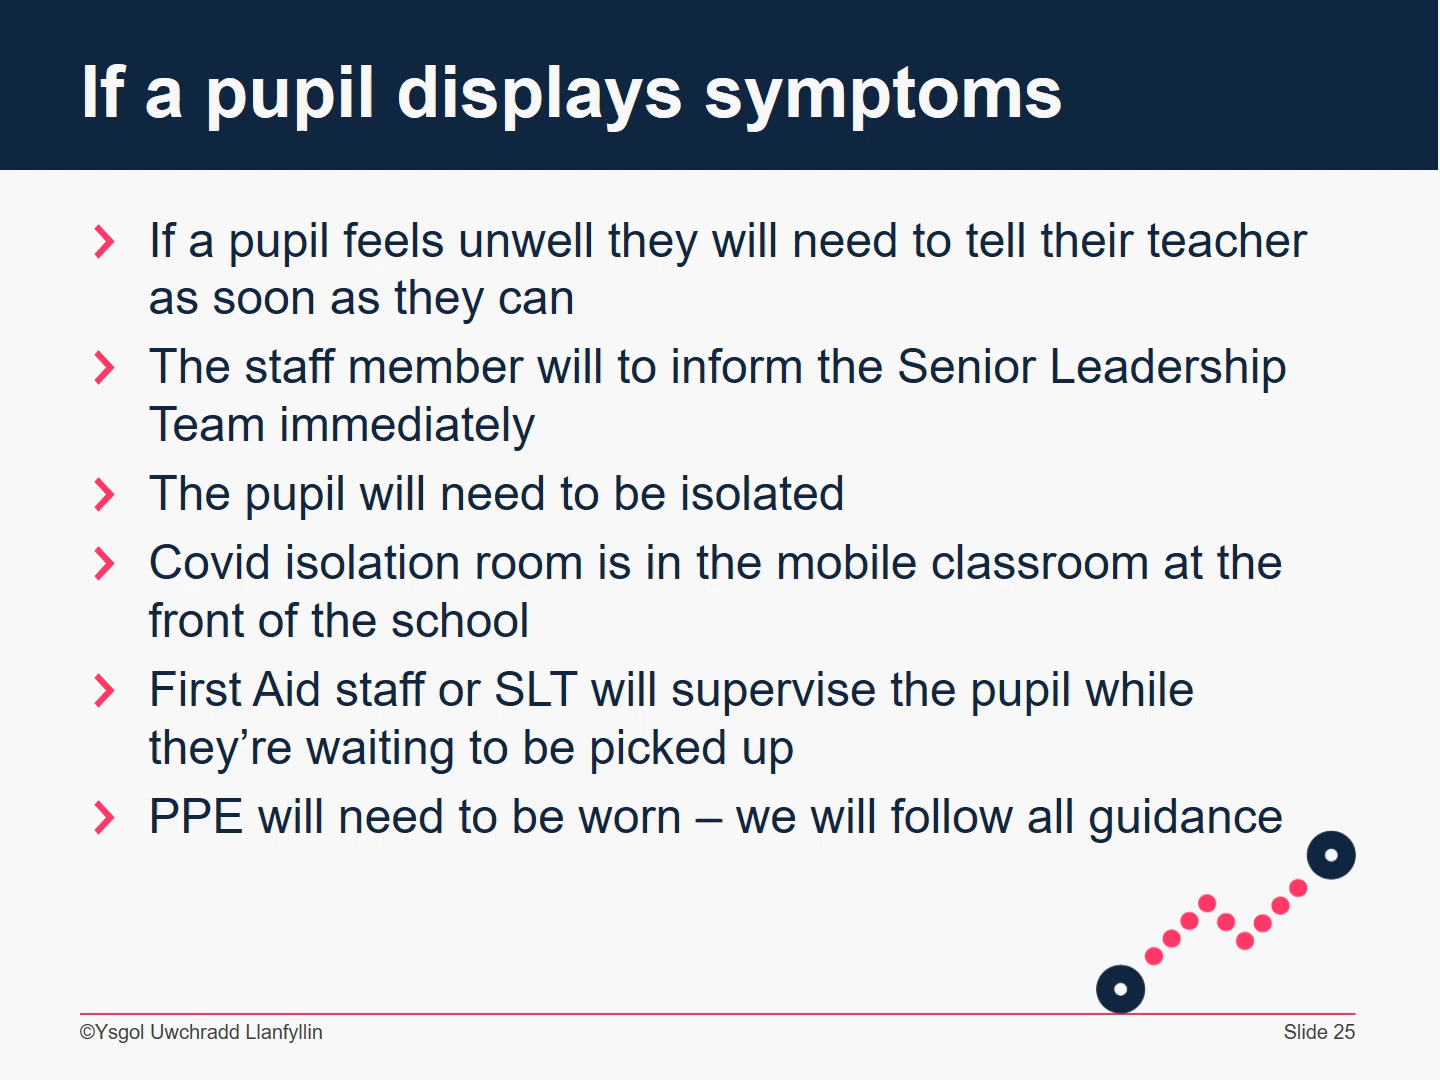 If a pupil displays symptoms
If a pupil feels unwell they will need to tell their teacher
as soon as they can
The staff member will to inform the Senior Leadership
Team immediately
The pupil will need to be isolated
Covid isolation room is in the mobile classroom at the
front of the school
First Aid staff or SLT will supervise the pupil while
they’re waiting to be picked up
PPE will need to be worn – we will follow all guidance
©Ysgol Uwchradd Llanfyllin
Slide 25